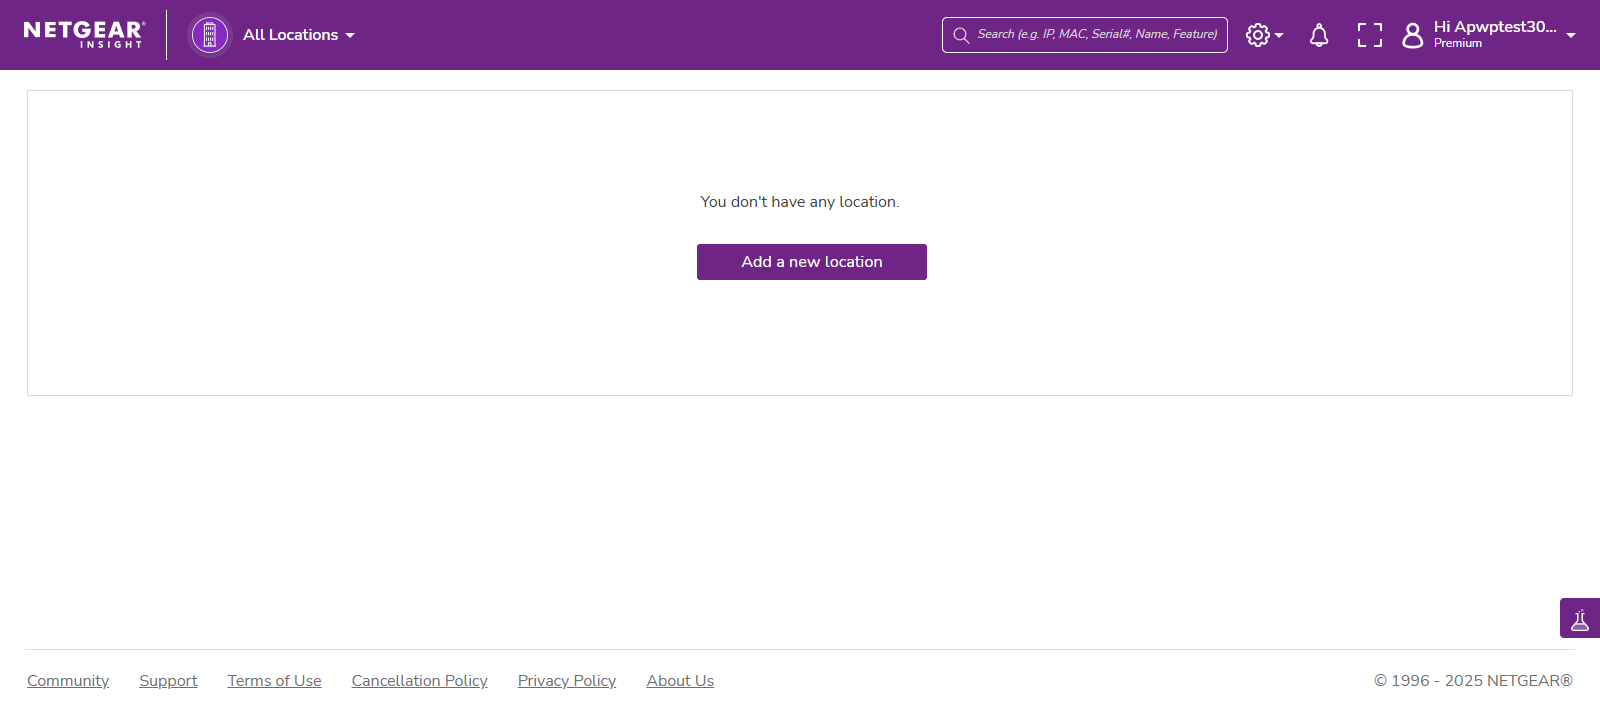 NETGEAR®
INSIGHT
All Locations
Search (e.g. IP, MAC, Serial#, Name, Feature)
Hi Apwptest30...
Premium
You don't have any location.
Add a new location
Community Support Terms of Use Cancellation Policy Privacy Policy About Us © 1996 - 2025 NETGEAR®